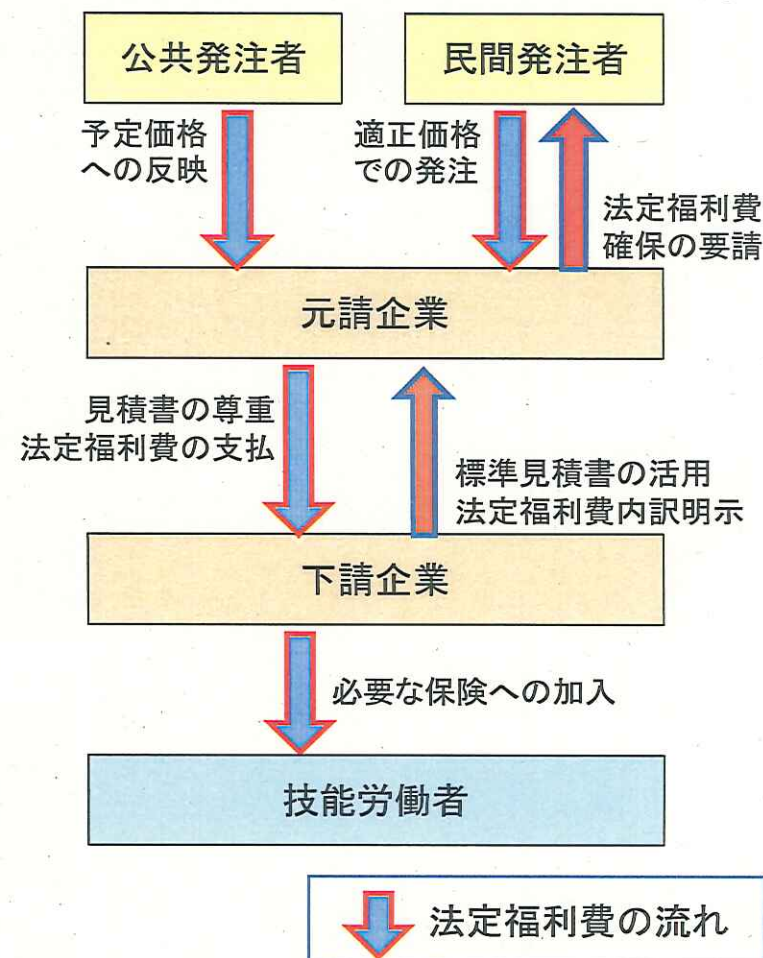 公共発注者
民間発注者
予定価格
への反映
適正価格
での発注
法定福利費
確保の要請
元請企業
見積書の尊重
法定福利費の支払
標準見積書の活用
法定福利費内訳明示
下請企業
必要な保険への加入
技能労働者
法定福利費の流れ